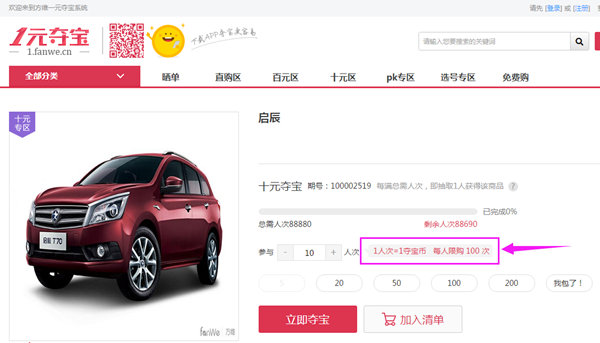 欢迎来到方维一元夺宝系统
请先 [登录] 或 [注册]
1元夺宝
1.fanwe.cn
下载APP夺宝更容易
请输入您要搜索的关键词
全部分类 晒单 直购区 百元区 十元区 pk专区 选号专区 免费购
十元
专区
启辰
十元夺宝 期号：100002519 每满总需人次，即抽取1人获得该商品 ?
已完成0%
总需人次88880 剩余人次88690
参与 - 10 + 人次 1人次=1夺宝币 每人限购 100 次
5 20 50 100 200 我包了！
立即夺宝 加入清单
启辰 T70
fanWe 方维